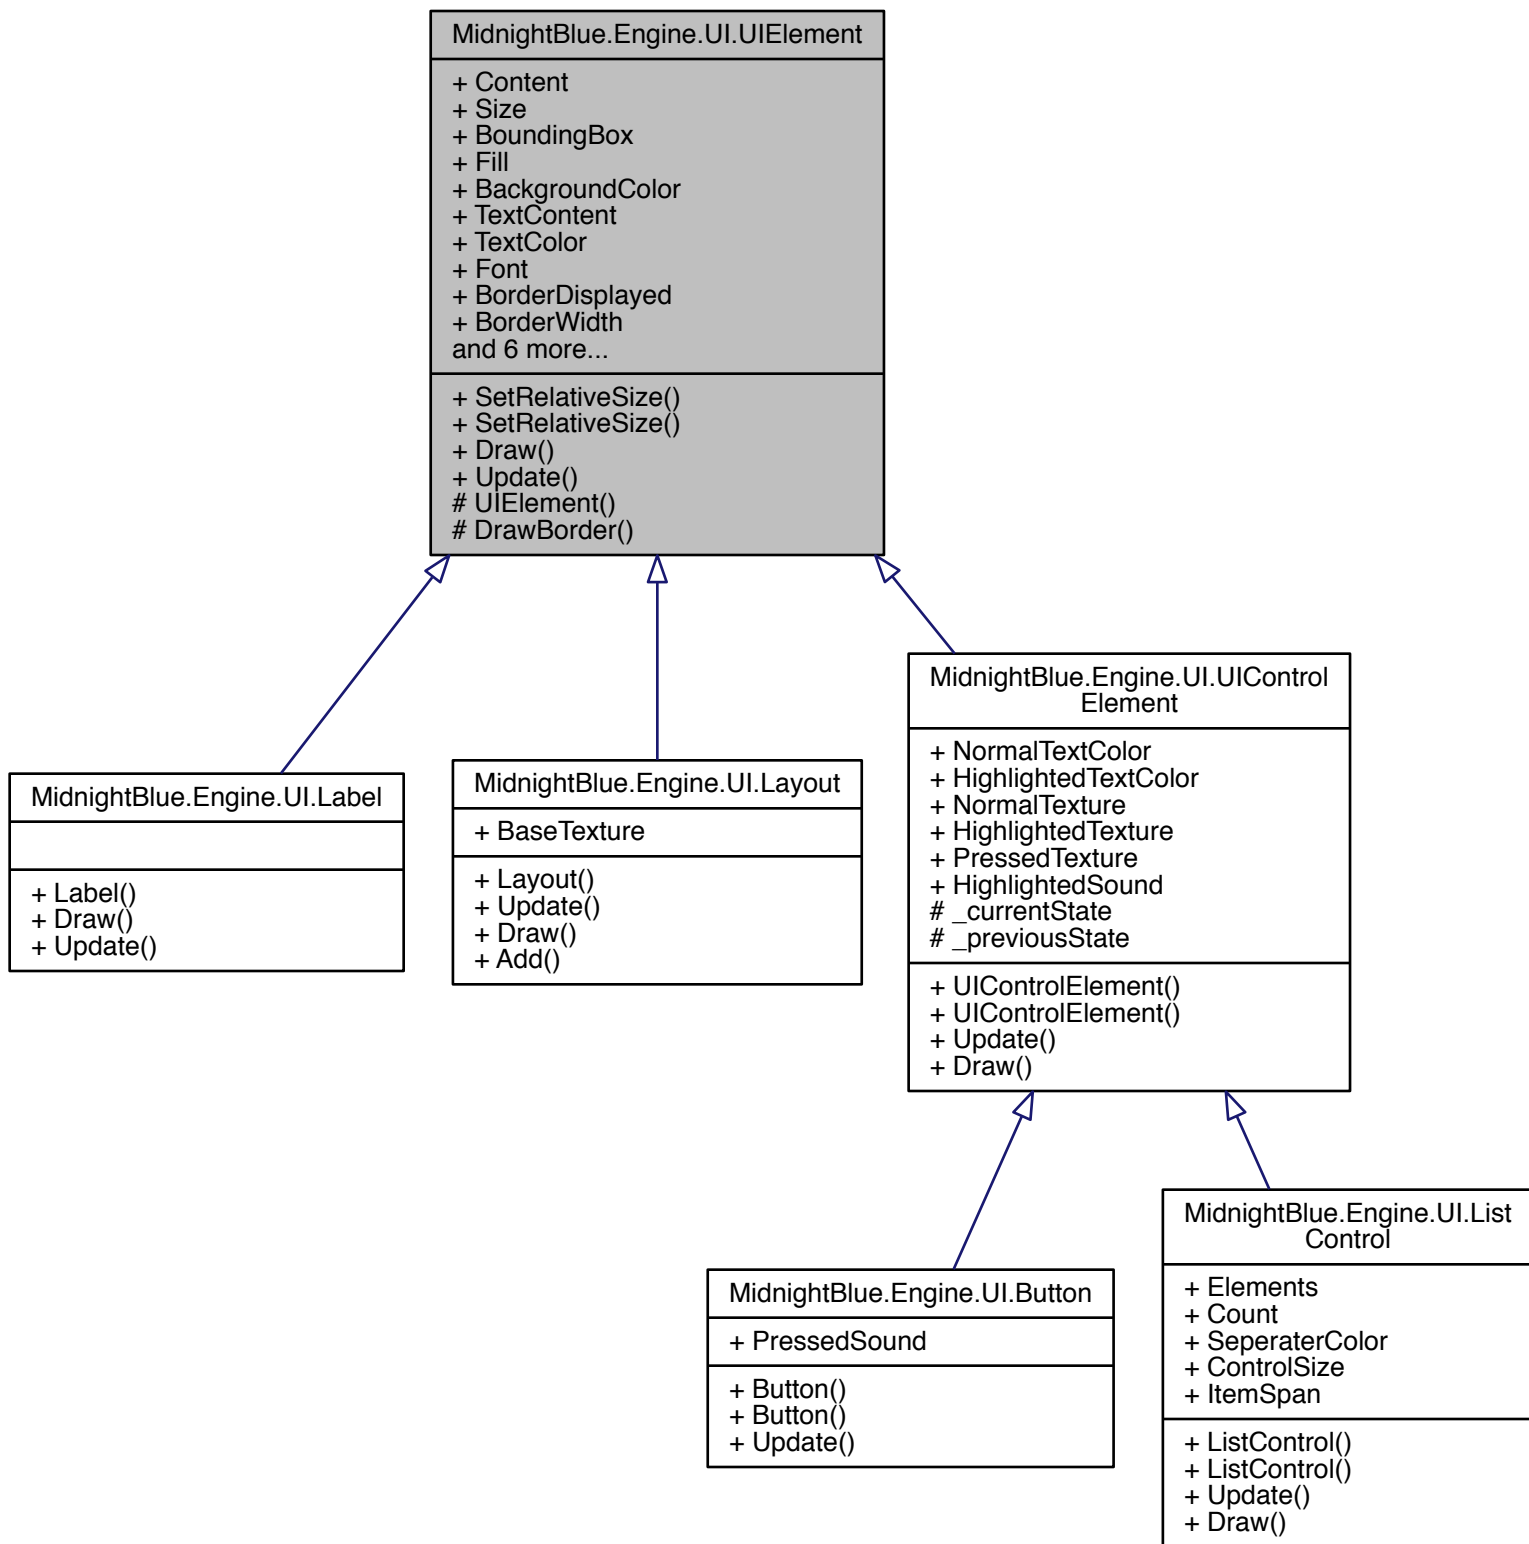 MidnightBlue.Engine.UI.UIElement
+ Content
+ Size
+ BoundingBox
+ Fill
+ BackgroundColor
+ TextContent
+ TextColor
+ Font
+ BorderDisplayed
+ BorderWidth
and 6 more...
+ SetRelativeSize()
+ SetRelativeSize()
+ Draw()
+ Update()
# UIElement()
# DrawBorder()
MidnightBlue.Engine.UI.Label
+ Label()
+ Draw()
+ Update()
MidnightBlue.Engine.UI.Layout
+ BaseTexture
+ Layout()
+ Update()
+ Draw()
+ Add()
MidnightBlue.Engine.UI.UIControl
Element
+ NormalTextColor
+ HighlightedTextColor
+ NormalTexture
+ HighlightedTexture
+ PressedTexture
+ HighlightedSound
# _currentState
# _previousState
+ UIControlElement()
+ UIControlElement()
+ Update()
+ Draw()
MidnightBlue.Engine.UI.Button
+ PressedSound
+ Button()
+ Button()
+ Update()
MidnightBlue.Engine.UI.List
Control
+ Elements
+ Count
+ SeperaterColor
+ ControlSize
+ ItemSpan
+ ListControl()
+ ListControl()
+ Update()
+ Draw()